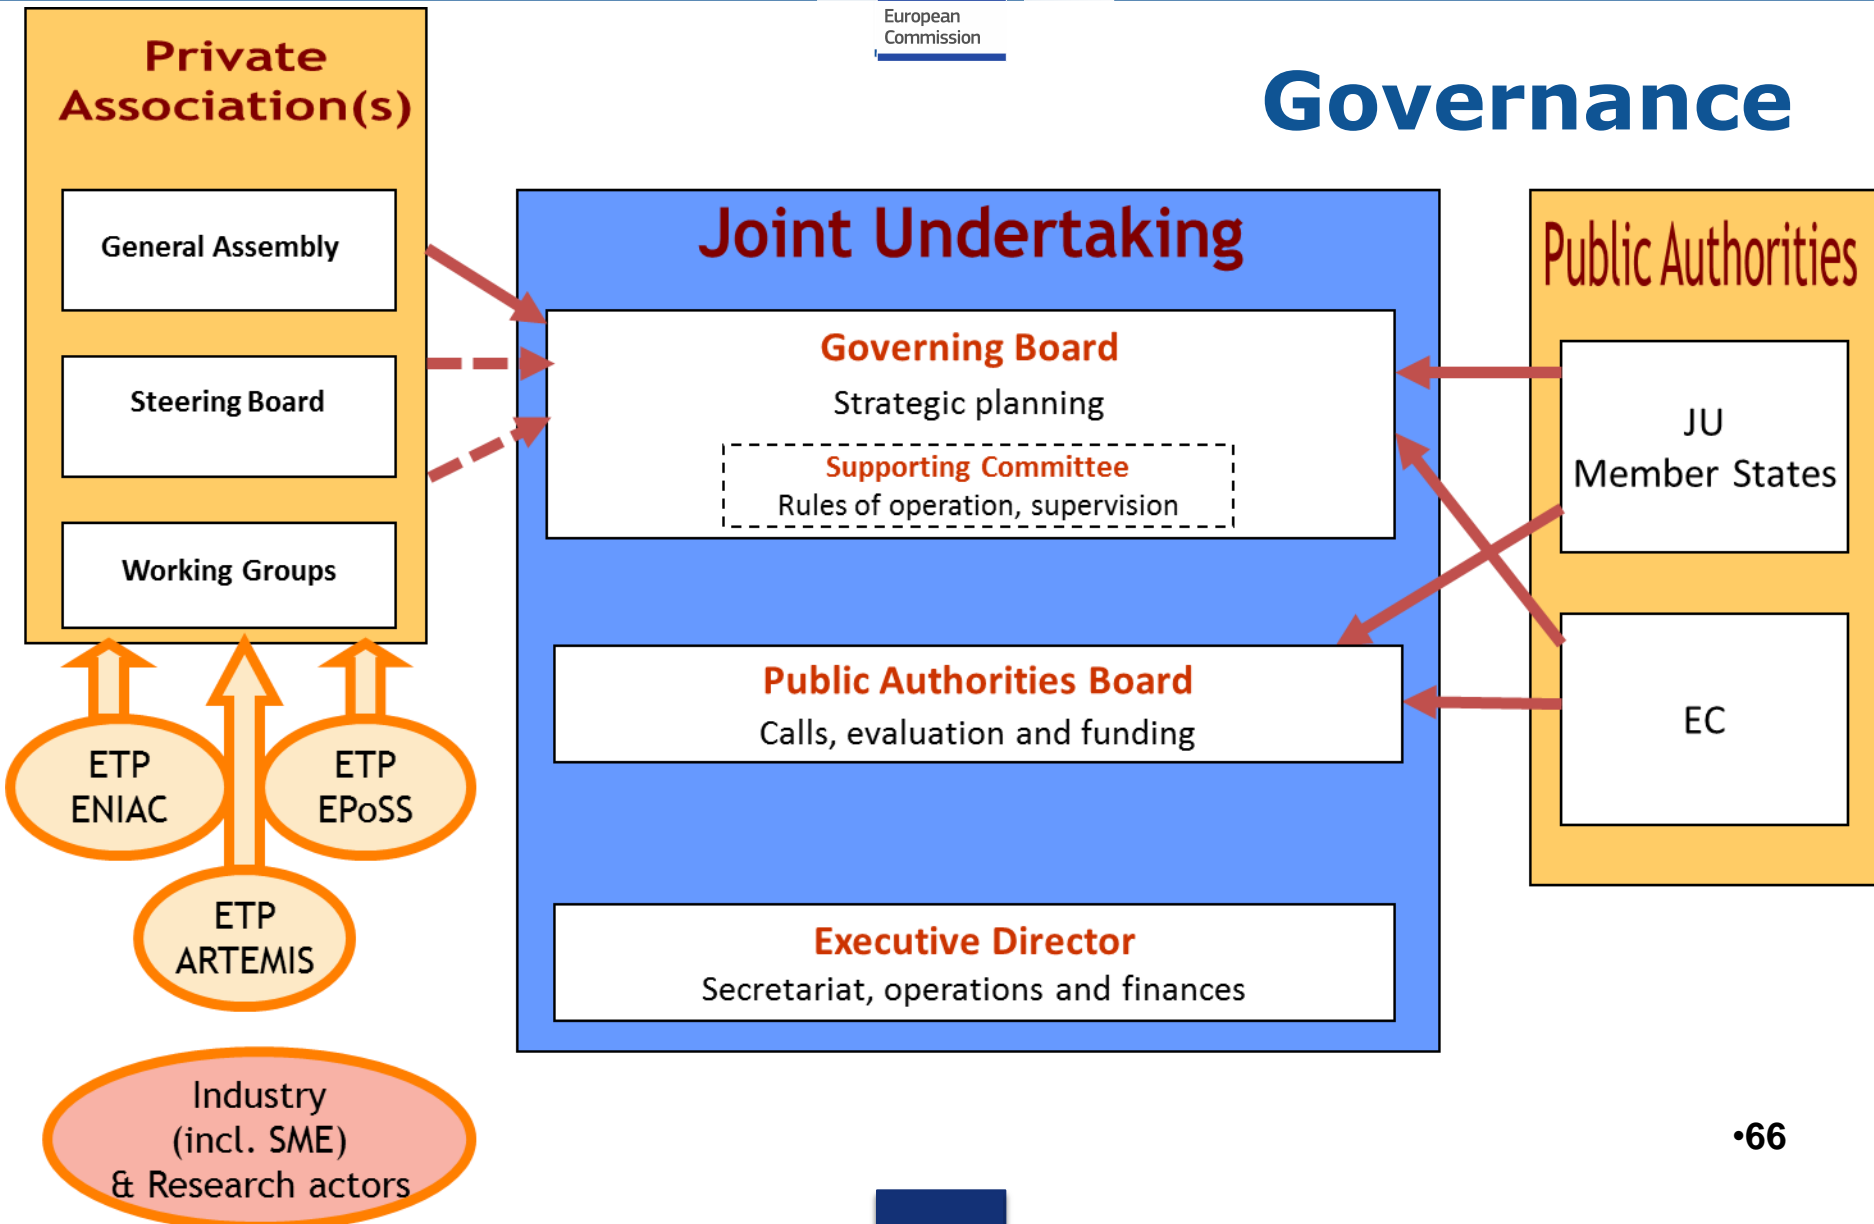 European
Commission
Governance
Private
Association(s)
General Assembly
Steering Board
Working Groups
ETP
ENIAC
ETP
EPoSS
ETP
ARTEMIS
Industry
(incl. SME)
& Research actors
Joint Undertaking
Governing Board
Strategic planning
Supporting Committee
Rules of operation, supervision
Public Authorities Board
Calls, evaluation and funding
Executive Director
Secretariat, operations and finances
Public Authorities
JU
Member States
EC
•66